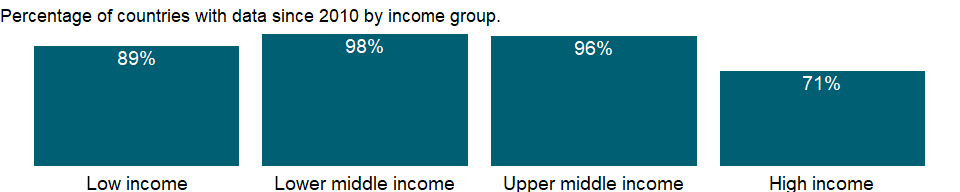 Percentage of countries with data since 2010 by income group.
89% 98% 96% 71%
Low income Lower middle income Upper middle income High income